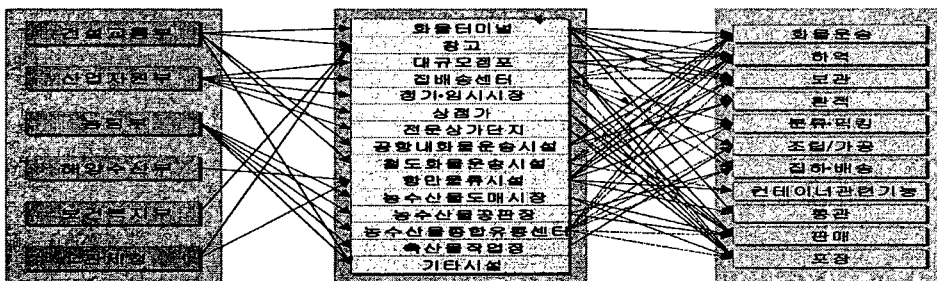 건설교통부
산업자원부
농림부
해양수산부
보건복지부
관세청
화물터미널
창고
대규모점포
집배송센터
정기·임시시장
상점가
전문상가단지
공항내화물운송시설
철도화물운송시설
항만물류시설
농수산물도매시장
농수산물공판장
농수산물종합유통센터
축산물작업장
기타시설
화물운송
하역
보관
환적
분류·픽킹
조립/가공
집하·배송
컨테이너관련기능
통관
판매
포장